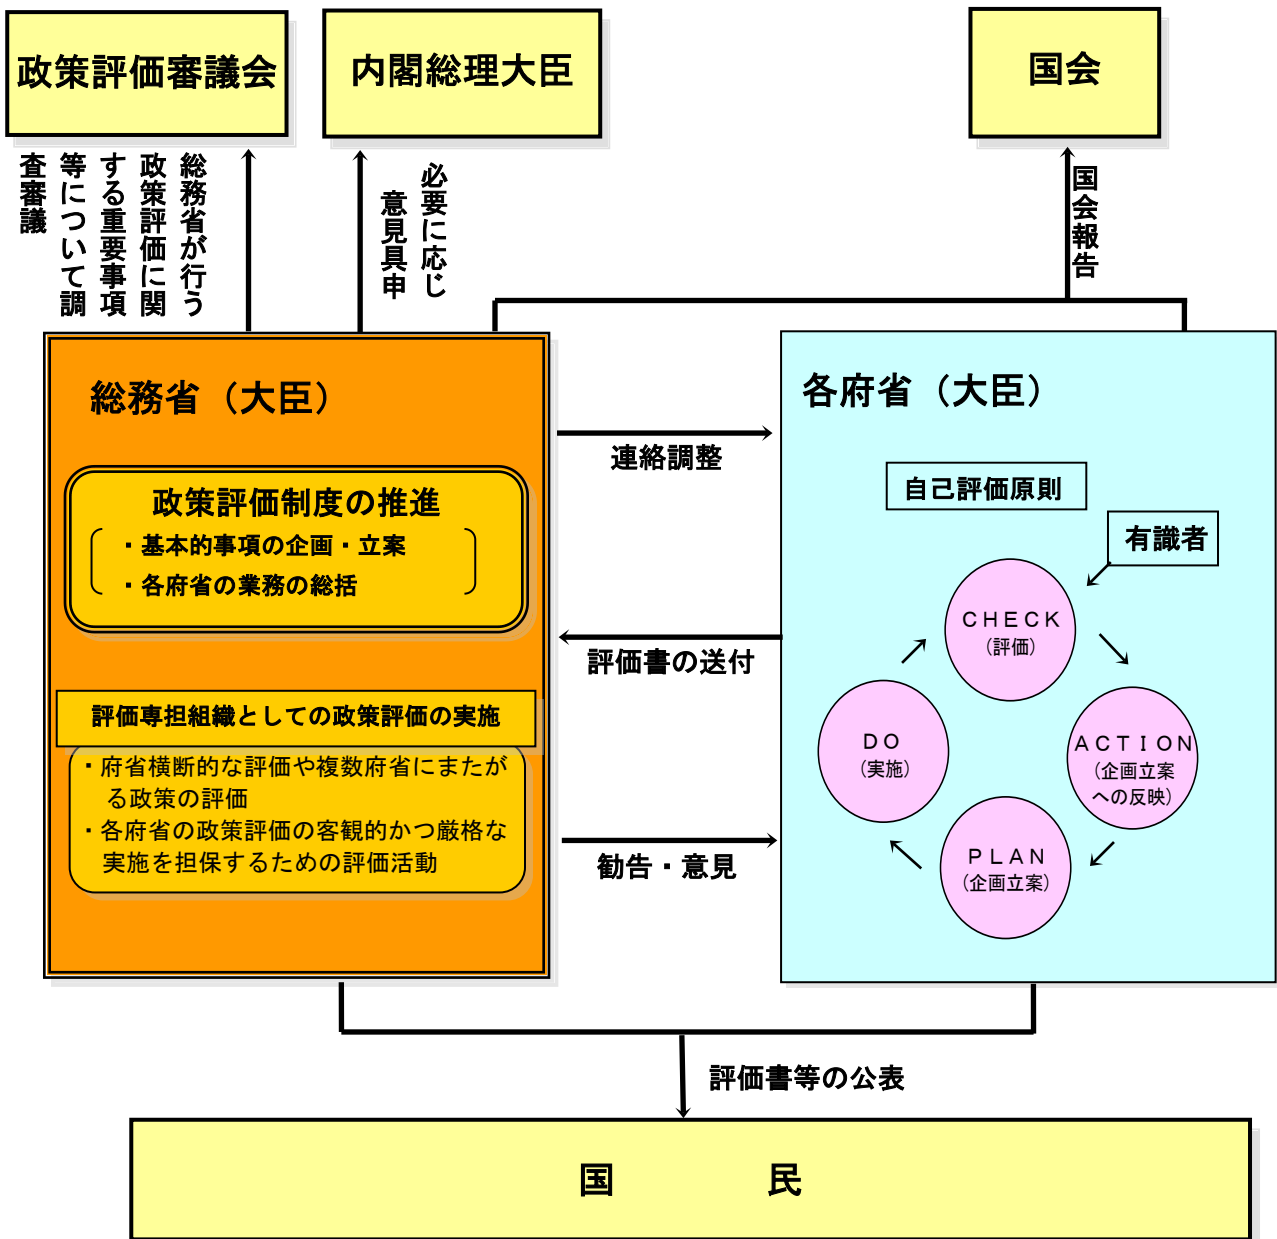 政策評価審議会
内閣総理大臣
国会
総務省が行う
政策評価に関
する重要事項
等について調
査審議
必要に応じ
意見具申
国会報告
総務省（大臣）
政策評価制度の推進
・基本的事項の企画・立案
・各府省の業務の総括
評価専担組織としての政策評価の実施
・府省横断的な評価や複数府省にまたが
る政策の評価
・各府省の政策評価の客観的かつ厳格な
実施を担保するための評価活動
連絡調整
評価書の送付
勧告・意見
各府省（大臣）
自己評価原則
有識者
ＣＨＥＣＫ
（評価）
ＤＯ
（実施）
ＡＣＴＩＯＮ
（企画立案
への反映）
ＰＬＡＮ
（企画立案）
評価書等の公表
国　　　　民